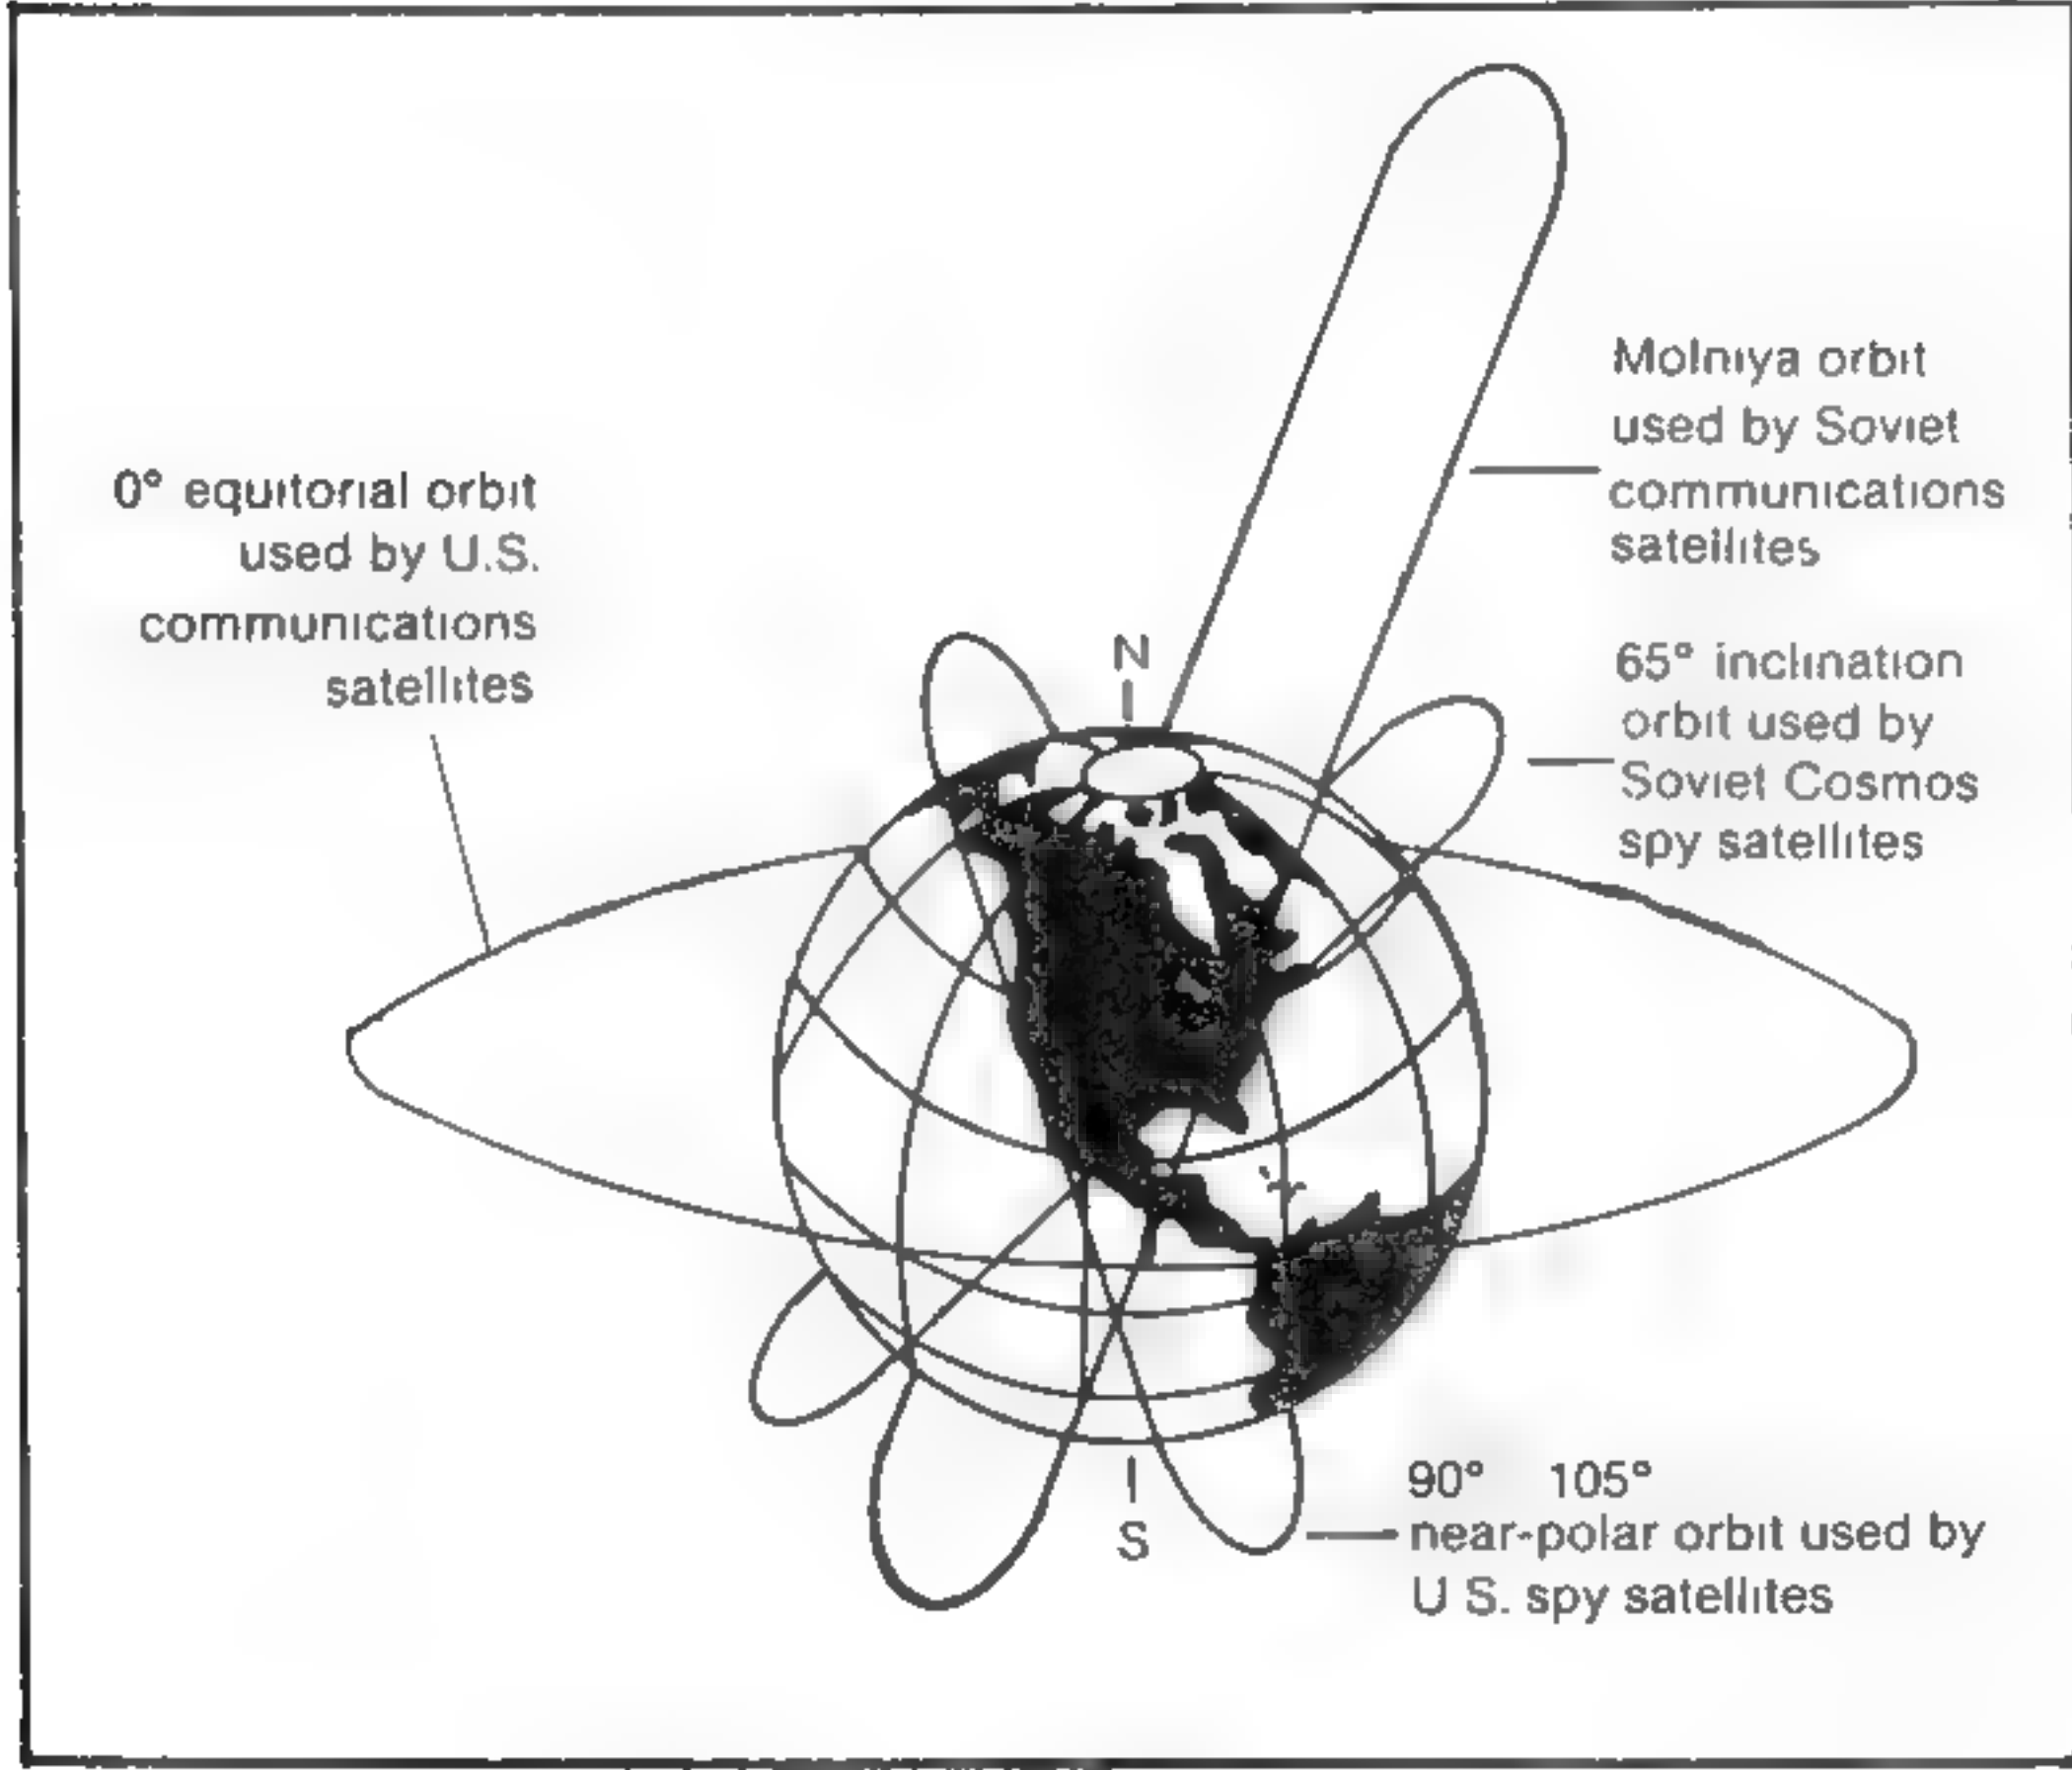 0° equitorial orbit
used by U.S.
communications
satellites
Molniya orbit
used by Soviet
communications
satellites
N
65° inclination
orbit used by
Soviet Cosmos
spy satellites
S
90° 105°
near-polar orbit used by
U S. spy satellites